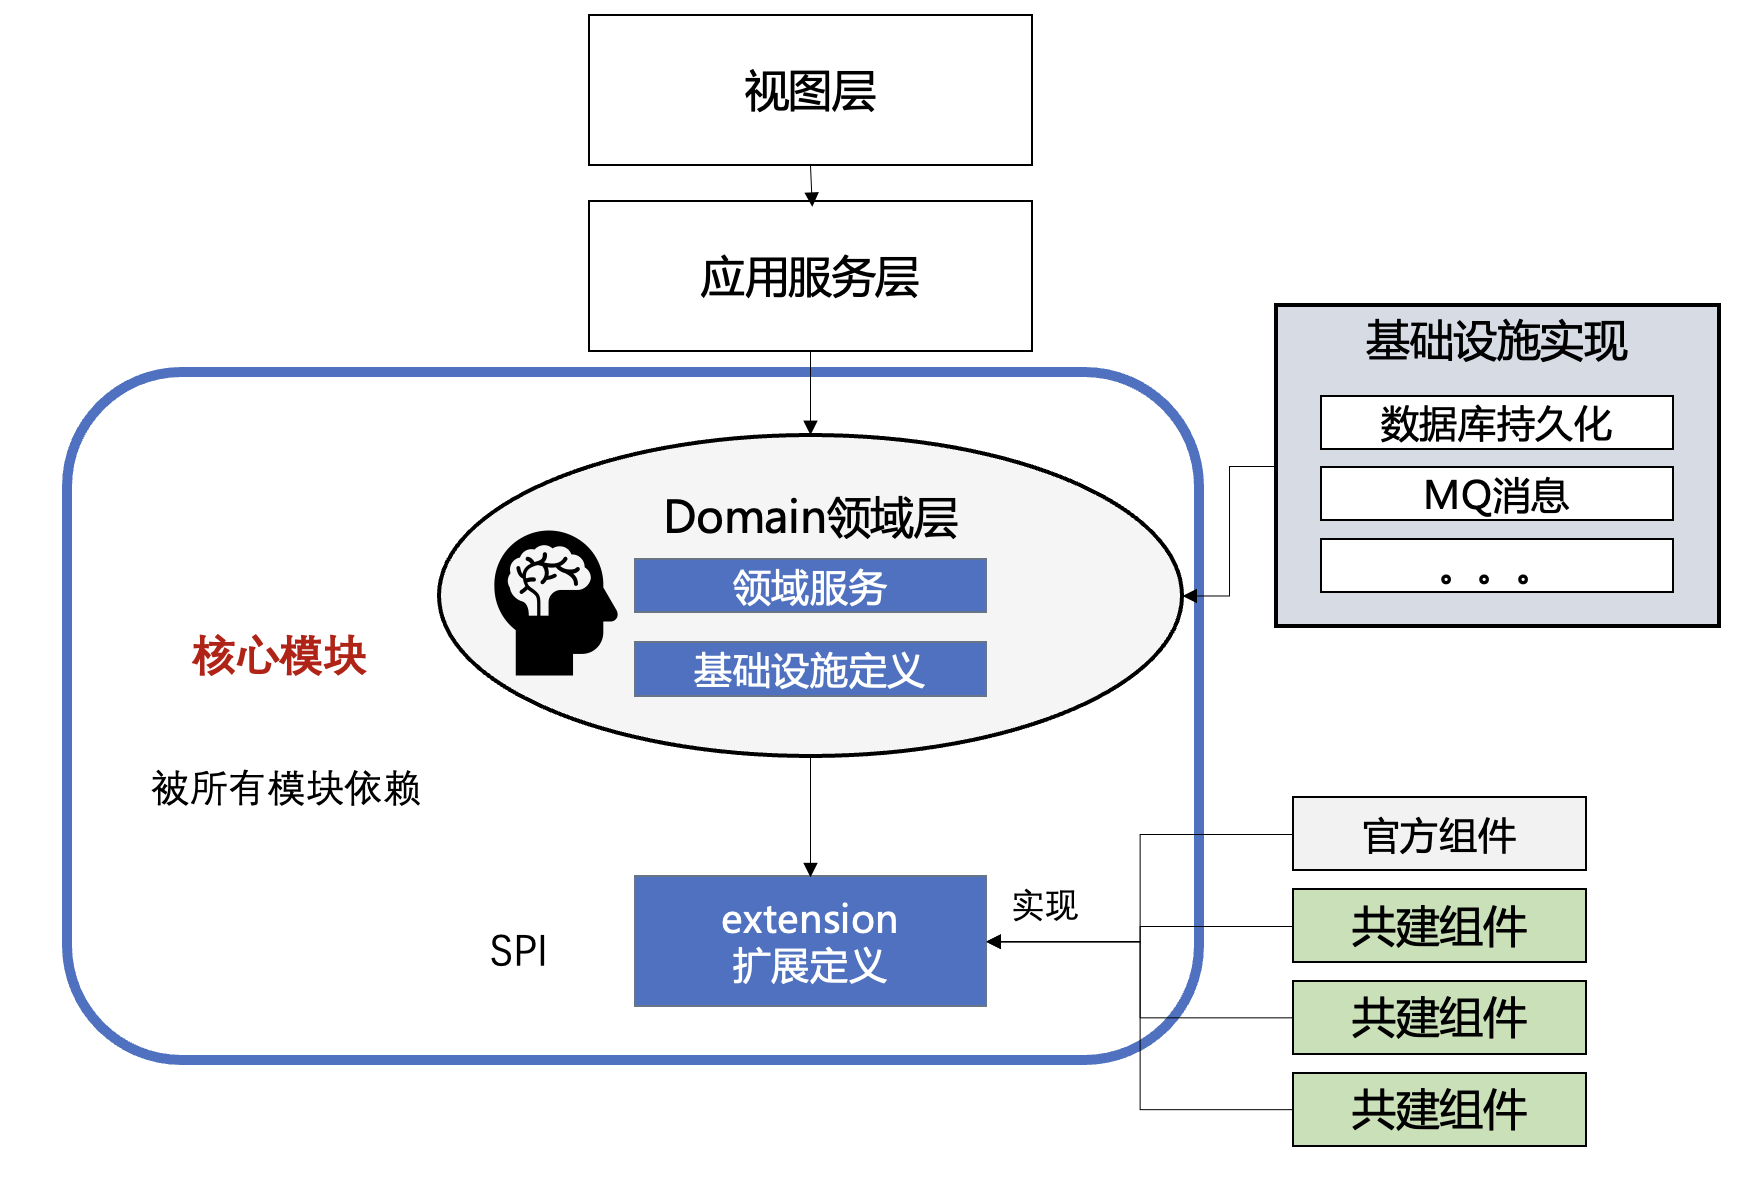 视图层
应用服务层
基础设施实现
数据库持久化
MQ消息
。。。
Domain领域层
领域服务
基础设施定义
核心模块
被所有模块依赖
SPI
extension
扩展定义
实现
官方组件
共建组件
共建组件
共建组件